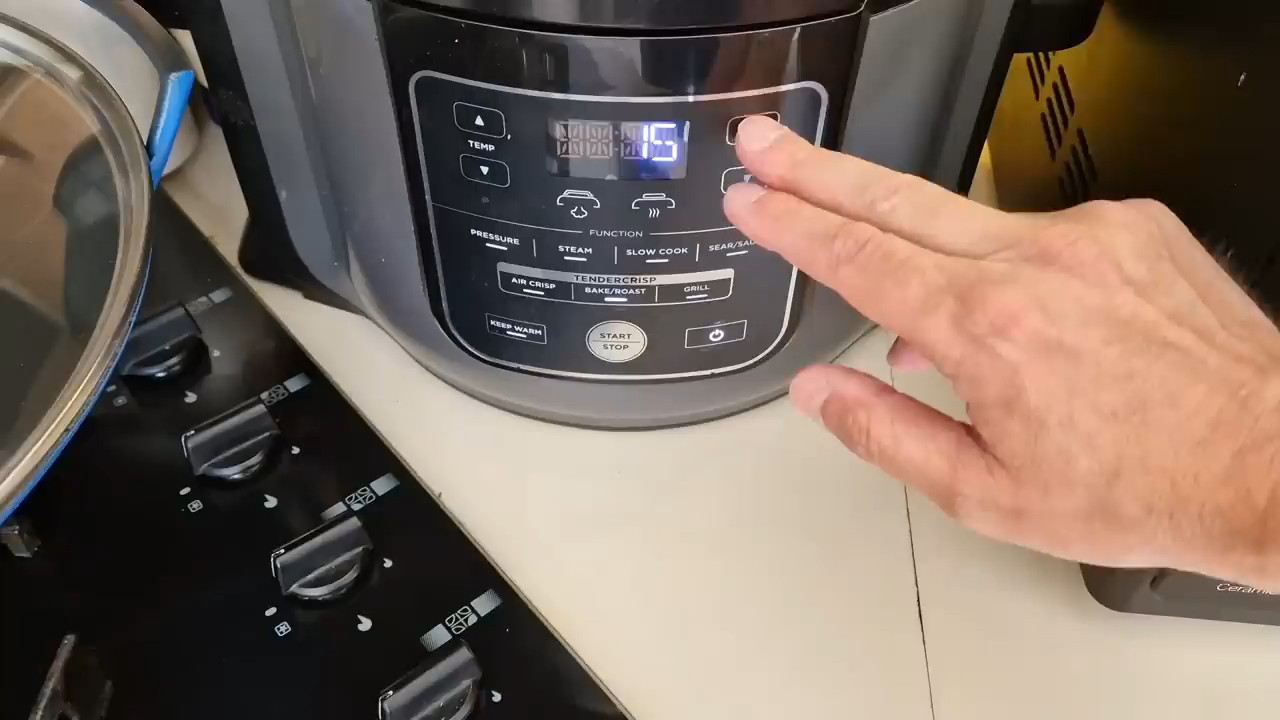 15
TEMP
FUNCTION
PRESSURE
STEAM
SLOW COOK
TENDERCRISP
AIR CRISP
BAKE/ROAST
GRILL
KEEP WARM
START
STOP